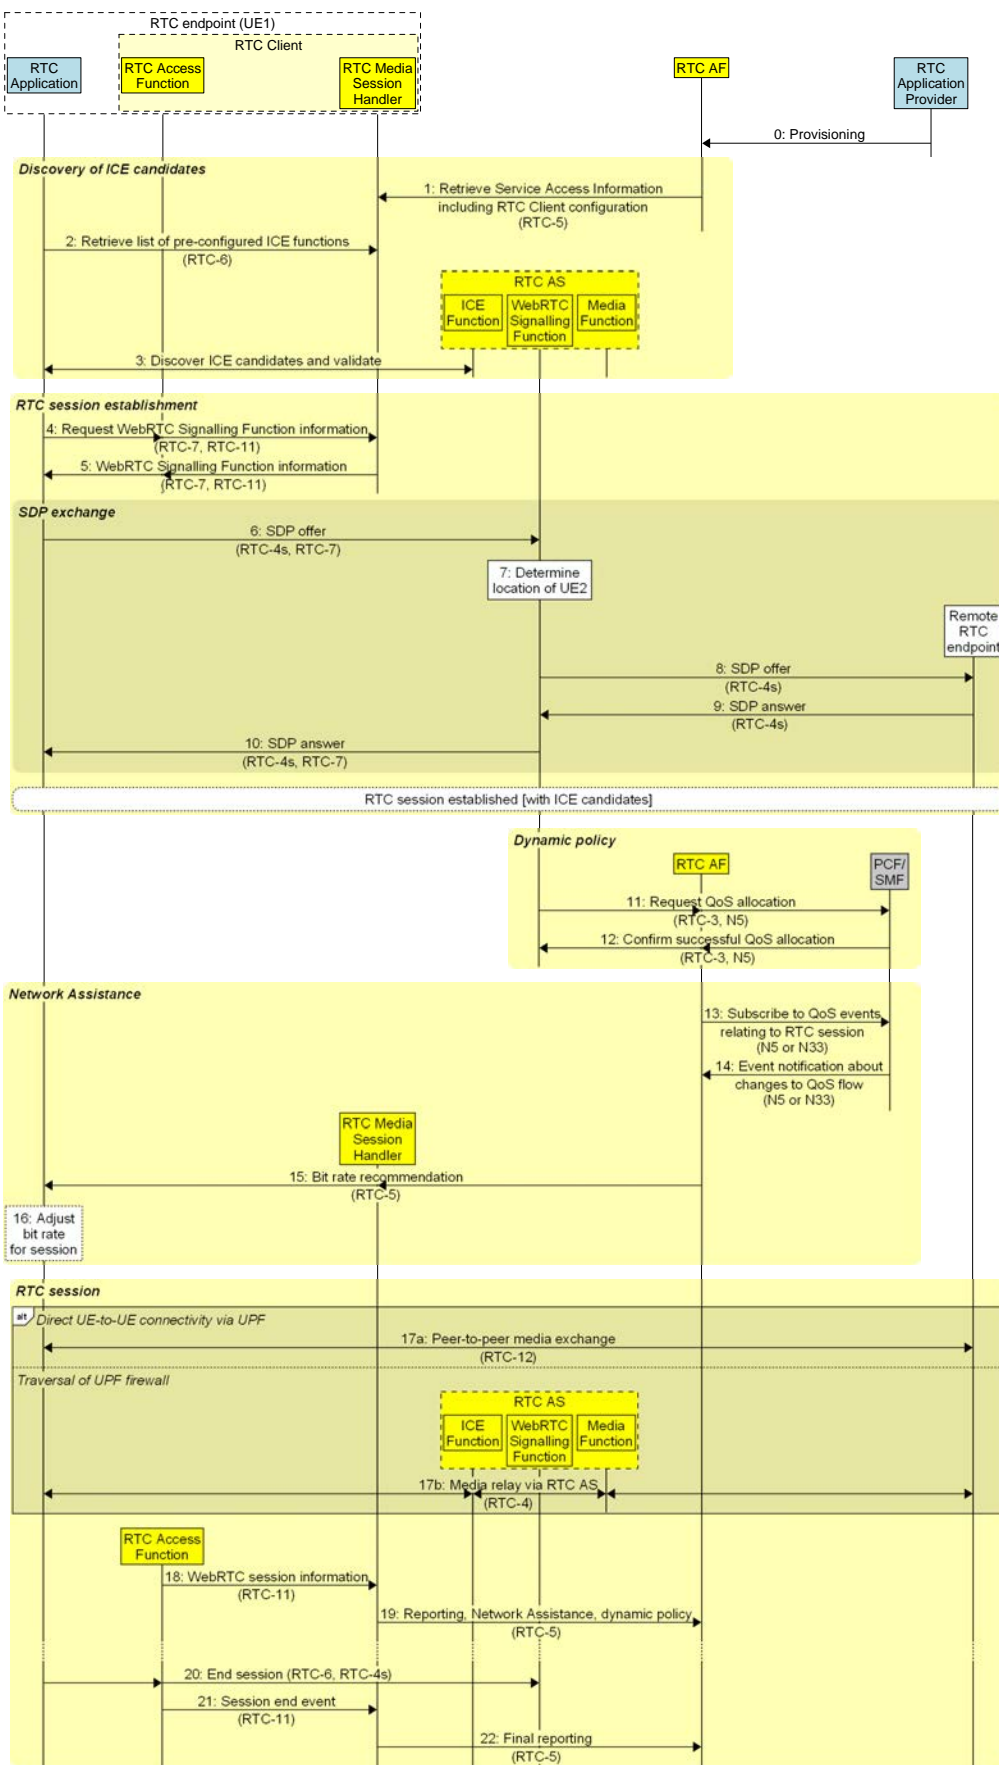 RTC endpoint (UE1)
RTC Client
RTC
Application
RTC Access
Function
RTC Media
Session
Handler
RTC AF
RTC
Application
Provider
0: Provisioning
Discovery of ICE candidates
1: Retrieve Service Access Information
including RTC Client configuration
(RTC-5)
2: Retrieve list of pre-configured ICE functions
(RTC-6)
RTC AS
ICE
Function
WebRTC
Signalling
Function
Media
Function
3: Discover ICE candidates and validate
RTC session establishment
4: Request WebRTC Signalling Function information
(RTC-7, RTC-11)
5: WebRTC Signalling Function information
(RTC-7, RTC-11)
SDP exchange
6: SDP offer
(RTC-4s, RTC-7)
7: Determine
location of UE2
Remote
RTC
endpoint
8: SDP offer
(RTC-4s)
9: SDP answer
(RTC-4s)
10: SDP answer
(RTC-4s, RTC-7)
RTC session established [with ICE candidates]
Dynamic policy
RTC AF
PCF/
SMF
11: Request QoS allocation
(RTC-3, N5)
12: Confirm successful QoS allocation
(RTC-3, N5)
Network Assistance
13: Subscribe to QoS events
relating to RTC session
(N5 or N33)
14: Event notification about
changes to QoS flow
(N5 or N33)
RTC Media
Session
Handler
15: Bit rate recommendation
(RTC-5)
16: Adjust
bit rate
for session
RTC session
alt
Direct UE-to-UE connectivity via UPF
17a: Peer-to-peer media exchange
(RTC-12)
Traversal of UPF firewall
RTC AS
ICE
Function
WebRTC
Signalling
Function
Media
Function
17b: Media relay via RTC AS
(RTC-4)
RTC Access
Function
18: WebRTC session information
(RTC-11)
19: Reporting, Network Assistance, dynamic policy
(RTC-5)
20: End session (RTC-6, RTC-4s)
21: Session end event
(RTC-11)
22: Final reporting
(RTC-5)